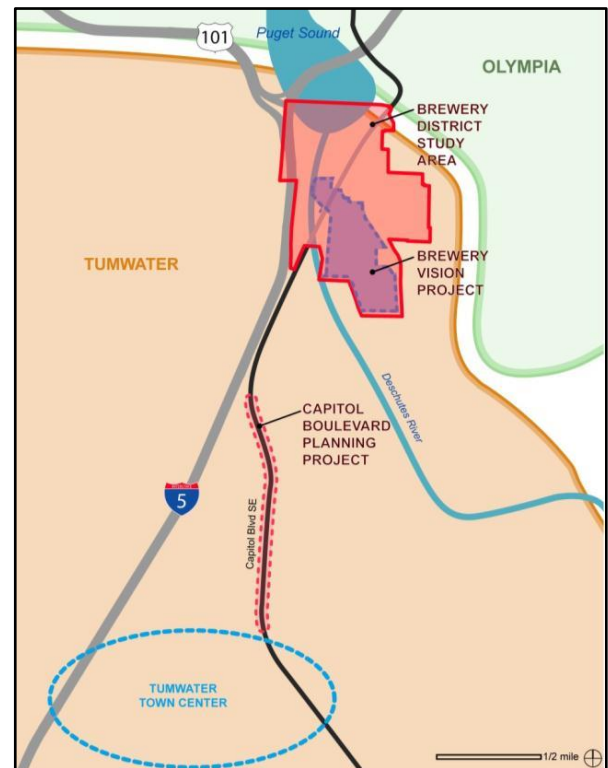 101
Puget Sound
OLYMPIA
BREWERY
DISTRICT
STUDY
AREA
TUMWATER
BREWERY
VISION
PROJECT
Deschutes River
CAPITOL
BOULEVARD
PLANNING
PROJECT
5
Capitol Blvd SE
TUMWATER
TOWN CENTER
1/2 mile